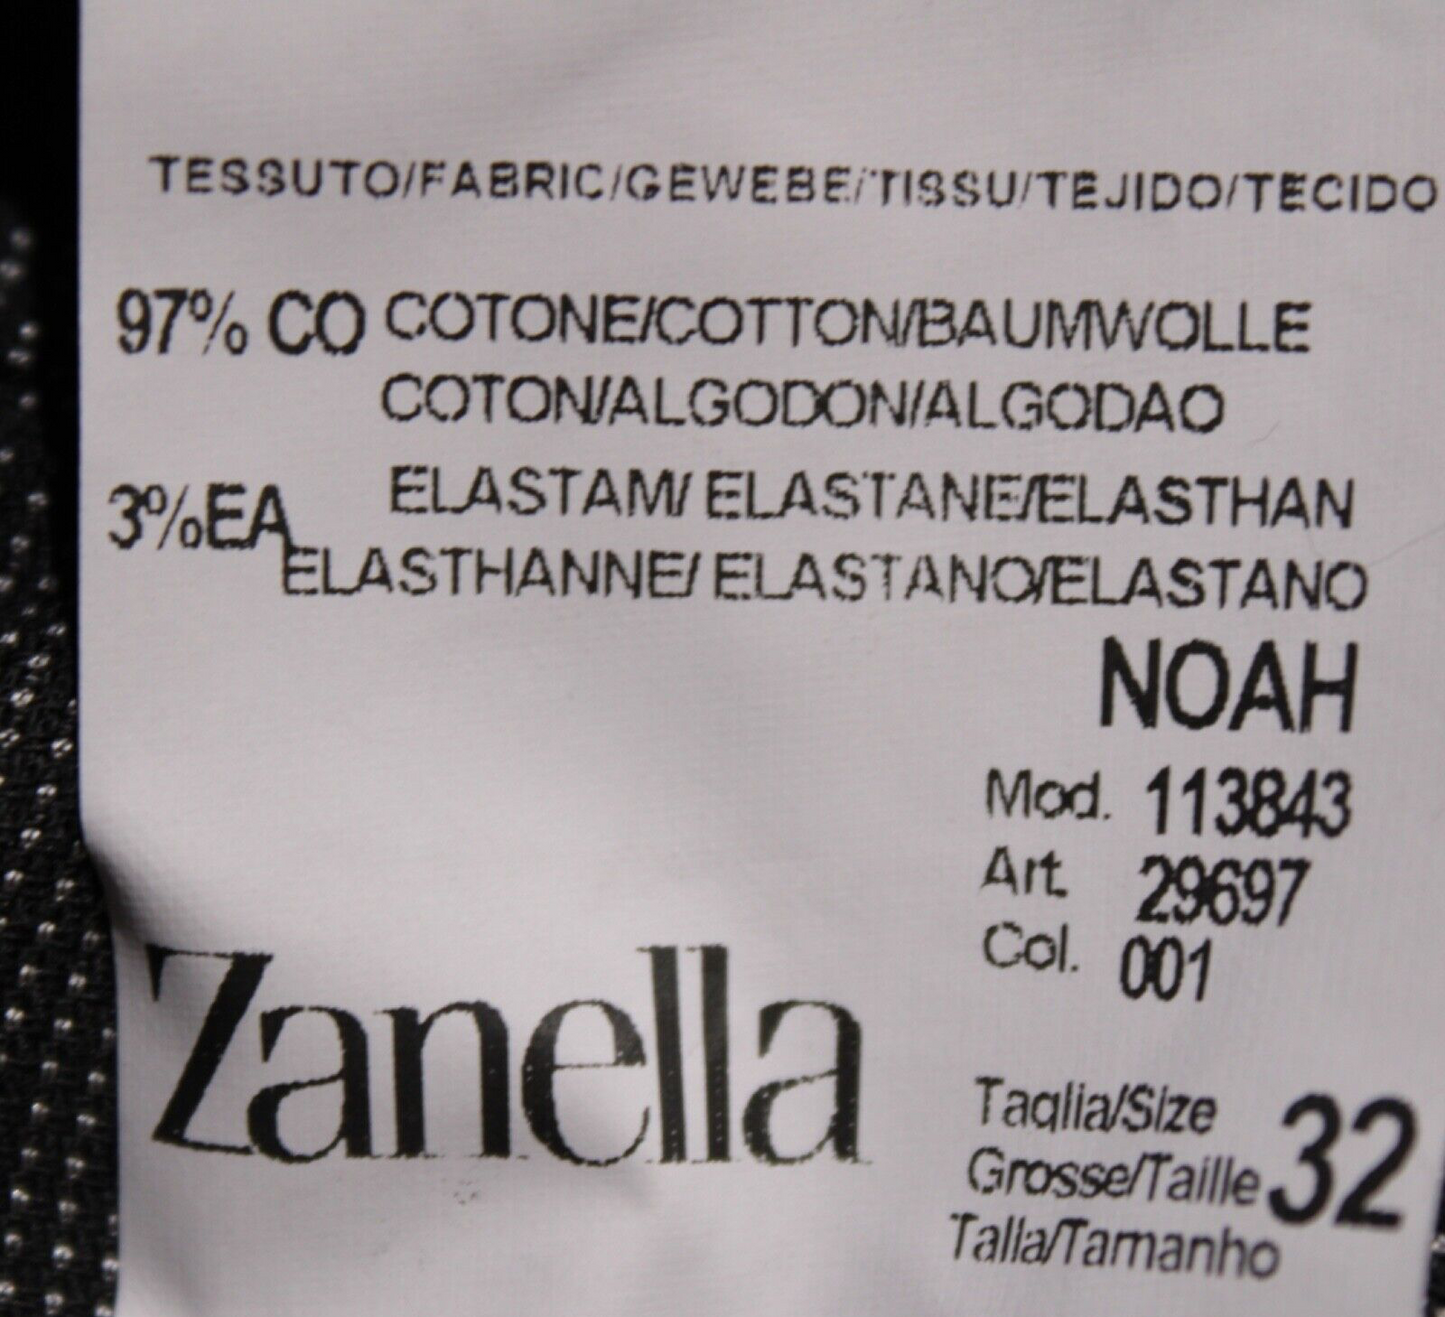 TESSUTO/FABRIC/GEWEBE/TISSU/TEJIDO/TECIDO
97% CO COTONE/COTTON/BAUMWOLLE
COTON/ALGODON/ALGODAO
3%EA ELASTAM/ ELASTANE/ELASTHAN
ELASTHANNE/ ELASTANO/ELASTANO
NOAH
Mod. 113843
Art. 29697
Col. 001
Zanella
Taglia/Size
Grosse/Taille 32
Talla/Tamanho